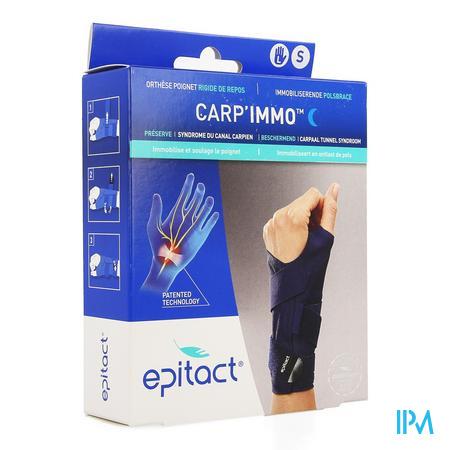 S
ORTHÈSE POIGNET RIGIDE DE REPOS
IMMOBILISERENDE POLSBRACE
CARP'IMMO™
PRÉSERVE | SYNDROME DU CANAL CARPIEN
BESCHERMEND | CARPAAL TUNNEL SYNDROOM
Immobilise et soulage le poignet
Immobiliseert en ontlast de pols
1
2
3
PATENTED
TECHNOLOGY
epitact®
epitact
epitact®
IPM